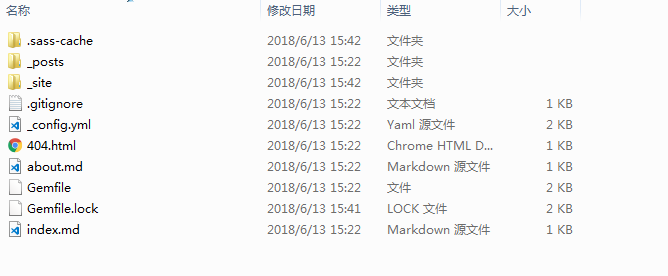 名称 修改日期 类型 大小
.sass-cache 2018/6/13 15:42 文件夹
_posts 2018/6/13 15:22 文件夹
_site 2018/6/13 15:42 文件夹
.gitignore 2018/6/13 15:22 文本文档 1 KB
_config.yml 2018/6/13 15:22 Yaml 源文件 2 KB
404.html 2018/6/13 15:22 Chrome HTML D... 1 KB
about.md 2018/6/13 15:22 Markdown 源文件 1 KB
Gemfile 2018/6/13 15:22 文件 2 KB
Gemfile.lock 2018/6/13 15:41 LOCK 文件 2 KB
index.md 2018/6/13 15:22 Markdown 源文件 1 KB